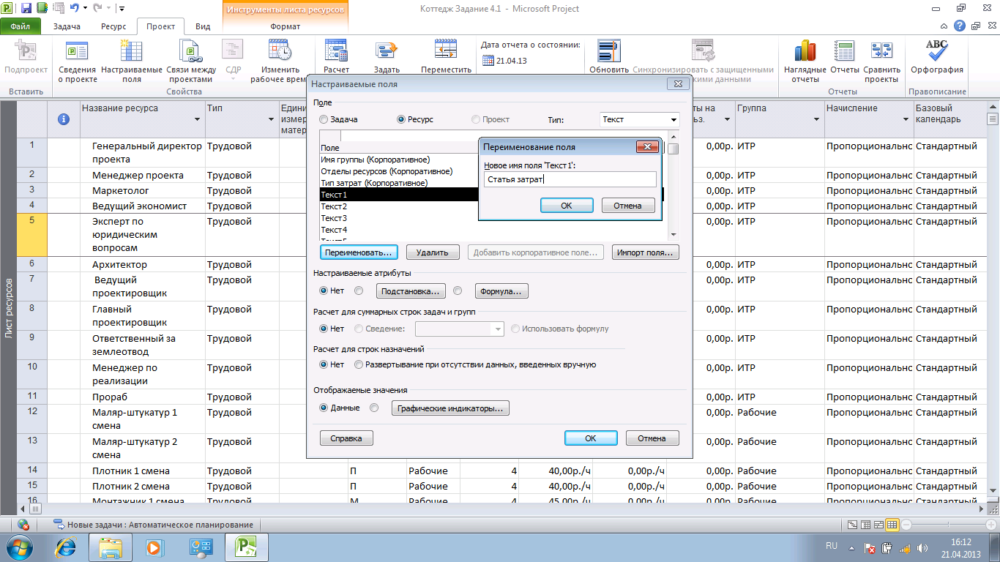 Инструменты листа ресурсов
Коттедж Задание 4.1 - Microsoft Project
Файл
Задача
Ресурс
Проект
Вид
Формат
Подпроект
Сведения
о проекте
Настраиваемые
поля
Связи между
проектами
СДР
Изменить
рабочее врем
Расчет
Задать
Переместить
Дата отчета о состоянии:
21.04.13
Обновить
Синхронизировать с защищенными
кими данными
Наглядные
отчеты
Отчеты
Сравнить
проекты
ABC
Орфография
Вставить
Свойства
Отчеты
Правописание
Название ресурса
Тип
Едини
измер
матер
ты на
ьз.
Группа
Начисление
Базовый
календарь
1 Генеральный директор
проекта Трудовой 0,00р. ИТР Пропорциональнс Стандартный
2 Менеджер проекта Трудовой 0,00р. ИТР Пропорциональнс Стандартный
3 Маркетолог Трудовой 0,00р. ИТР Пропорциональнс Стандартный
4 Ведущий экономист Трудовой 0,00р. ИТР Пропорциональнс Стандартный
5 Эксперт по
юридическим
вопросам Трудовой 0,00р. ИТР Пропорциональнс Стандартный
6 Архитектор Трудовой 0,00р. ИТР Пропорциональнс Стандартный
7 Ведущий
проектировщик Трудовой 0,00р. ИТР Пропорциональнс Стандартный
8 Главный
проектировщик Трудовой 0,00р. ИТР Пропорциональнс Стандартный
9 Ответственный за
землеотвод Трудовой 0,00р. ИТР Пропорциональнс Стандартный
10 Менеджер по
реализации Трудовой 0,00р. ИТР Пропорциональнс Стандартный
11 Прораб Трудовой 0,00р. ИТР Пропорциональнс Стандартный
12 Маляр-штукатур 1
смена Трудовой 0,00р. Рабочие Пропорциональнс Стандартный
13 Маляр-штукатур 2
смена Трудовой 0,00р. Рабочие Пропорциональнс Стандартный
14 Плотник 1 смена Трудовой П Рабочие 4 40,00р./ч 0,00р./ч 0,00р. Рабочие Пропорциональнс Стандартный
15 Плотник 2 смена Трудовой П Рабочие 4 40,00р./ч 0,00р./ч 0,00р. Рабочие Пропорциональнс Стандартный
16 Монтажник 1 смена Трудовой М Рабочие 4 45,00р./ч 0,00р./ч 0,00р. Рабочие Пропорциональнс Стандартный
Лист ресурсов
Настраиваемые поля
Поле
Задача
Ресурс
Проект
Тип:
Текст
Поле
Имя группы (Корпоративное)
Отделы ресурсов (Корпоративное)
Тип затрат (Корпоративное)
Текст1
Текст2
Текст3
Текст4
Текст5
Переименование поля
Новое имя поля 'Текст1':
Статья затрат
ОК
Отмена
Переименовать...
Удалить
Добавить корпоративное поле...
Импорт поля...
Настраиваемые атрибуты
Нет
Подстановка...
Формула...
Расчет для суммарных строк задач и групп
Нет
Сведение:
Использовать формулу
Расчет для строк назначений
Нет
Развертывание при отсутствии данных, введенных вручную
Отображаемые значения
Данные
Графические индикаторы...
Справка
ОК
Отмена
Новые задачи : Автоматическое планирование
RU
16:12
21.04.2013